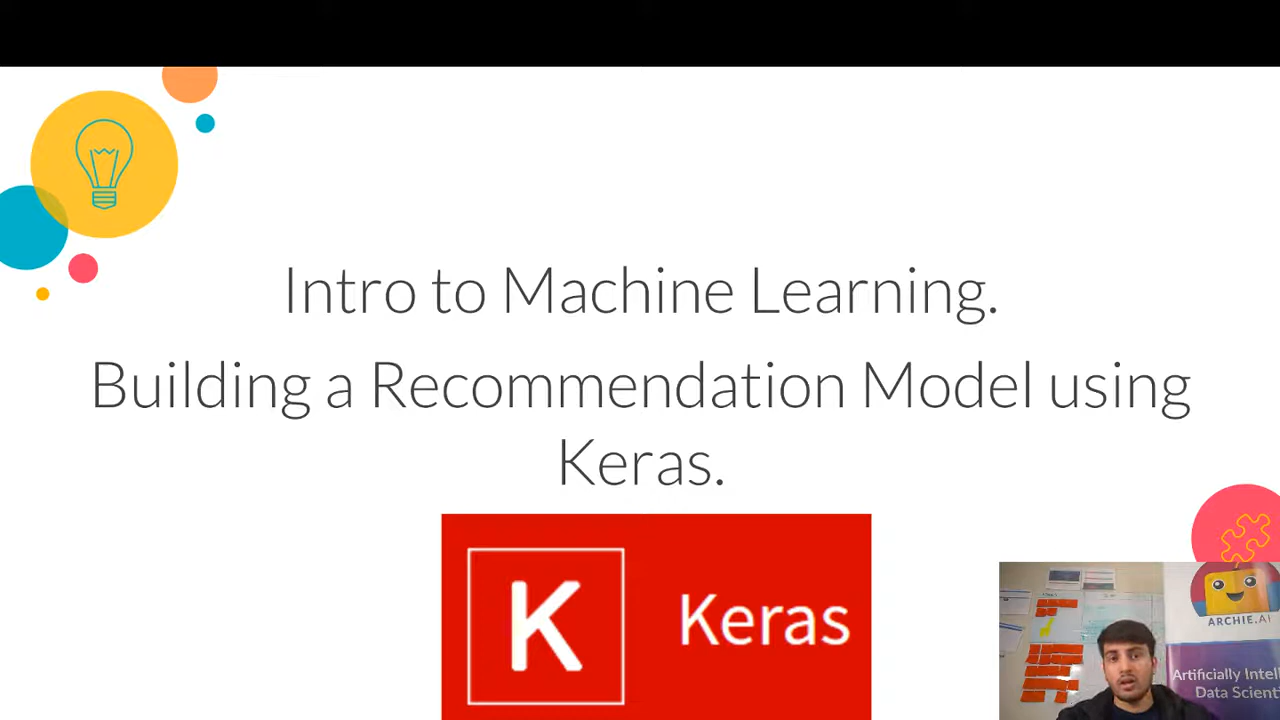 Intro to Machine Learning.
Building a Recommendation Model using
Keras.
K Keras
ARCHIE.AI
Artificially Intell
Data Scient